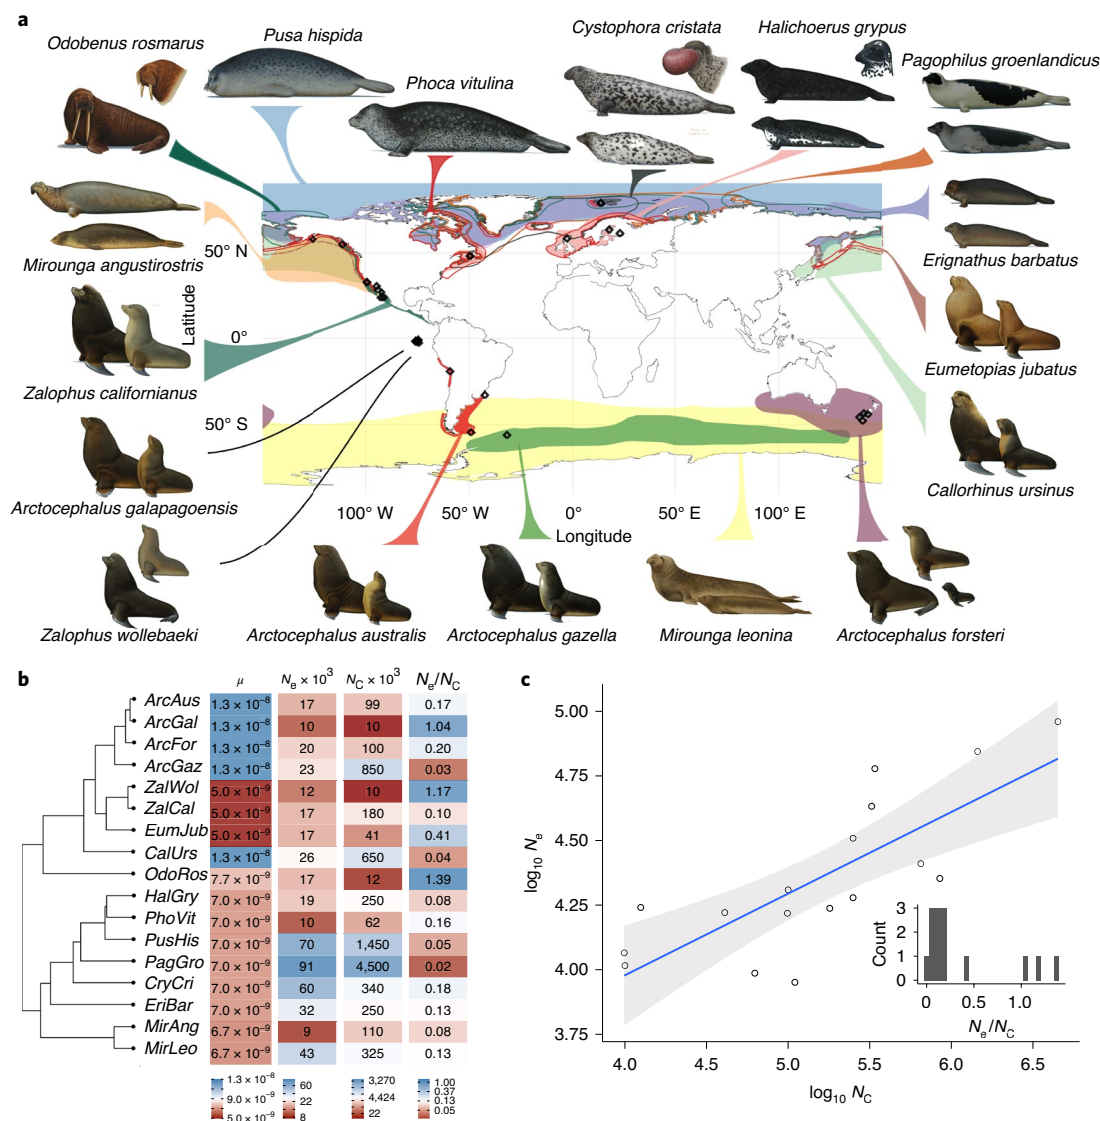 a
Odobenus rosmarus
Pusa hispida
Phoca vitulina
Cystophora cristata
Halichoerus grypus
Pagophilus groenlandicus
Mirounga angustirostris
Erignathus barbatus
Zalophus californianus
Eumetopias jubatus
Arctocephalus galapagoensis
Callorhinus ursinus
Zalophus wollebaeki
Arctocephalus australis
Arctocephalus gazella
Mirounga leonina
Arctocephalus forsteri
Latitude
50° N
0°
50° S
100° W 50° W 0° 50° E 100° E
Longitude
b
μ Ne × 10³ NC × 10³ Ne/NC
ArcAus 1.3 × 10⁻⁸ 17 99 0.17
ArcGal 1.3 × 10⁻⁸ 10 10 1.04
ArcFor 1.3 × 10⁻⁸ 20 100 0.20
ArcGaz 1.3 × 10⁻⁸ 23 850 0.03
ZalWol 5.0 × 10⁻⁹ 12 10 1.17
ZalCal 5.0 × 10⁻⁹ 17 180 0.10
EumJub 5.0 × 10⁻⁹ 17 41 0.41
CalUrs 1.3 × 10⁻⁸ 26 650 0.04
OdoRos 7.7 × 10⁻⁹ 17 12 1.39
HalGry 7.0 × 10⁻⁹ 19 250 0.08
PhoVit 7.0 × 10⁻⁹ 10 62 0.16
PusHis 7.0 × 10⁻⁹ 70 1,450 0.05
PagGro 7.0 × 10⁻⁹ 91 4,500 0.02
CryCri 7.0 × 10⁻⁹ 60 340 0.18
EriBar 7.0 × 10⁻⁹ 32 250 0.13
MirAng 6.7 × 10⁻⁹ 9 110 0.08
MirLeo 6.7 × 10⁻⁹ 43 325 0.13
1.3 × 10⁻⁸ 60 3,270 1.00
0.37
9.0 × 10⁻⁹ 22 4,424 0.13
5.0 × 10⁻⁹ 8 22 0.05
c
log₁₀ Ne
5.00
4.75
4.50
4.25
4.00
3.75
4.0 4.5 5.0 5.5 6.0 6.5
log₁₀ NC
Count
3
2
1
0
0 0.5 1.0
Ne/NC